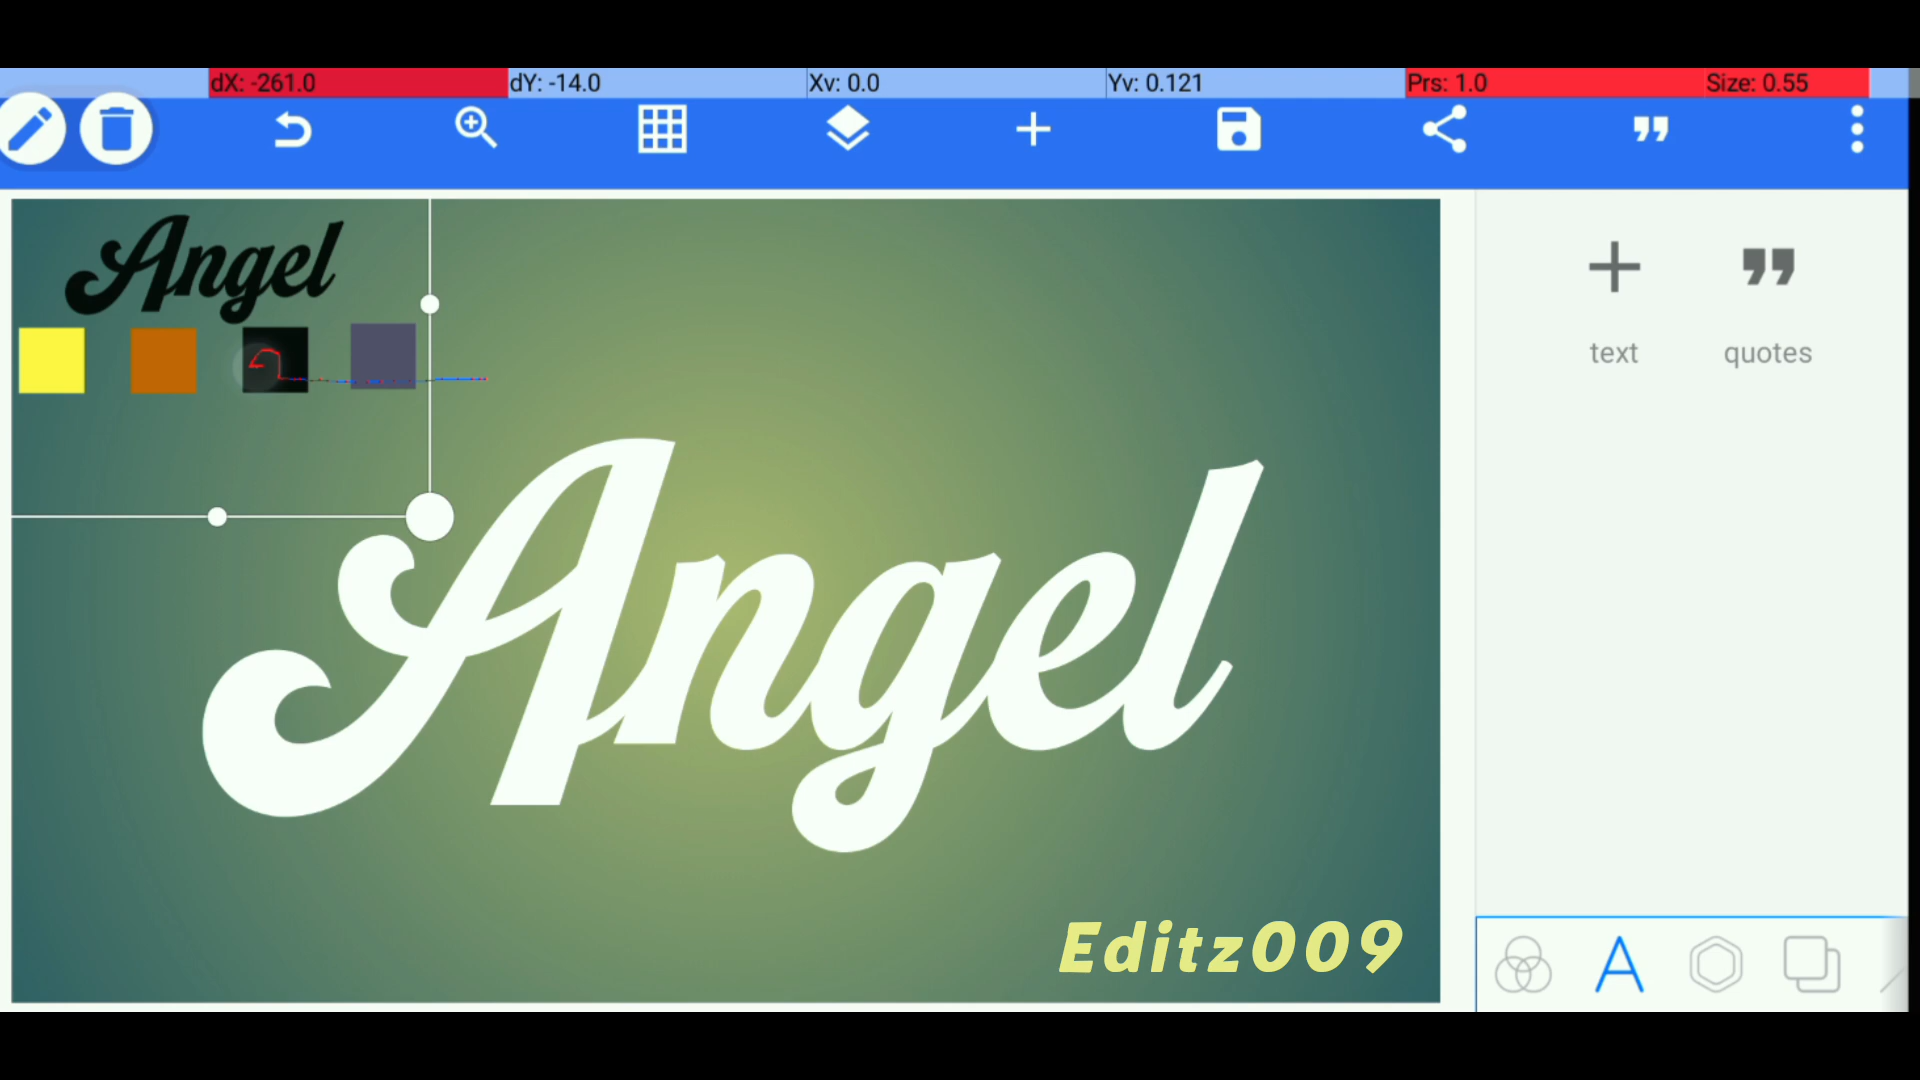 dX: -261.0 dY: -14.0 Xv: 0.0 Yv: 0.121 Prs: 1.0 Size: 0.55
Angel
text quotes
Angel
Editz009